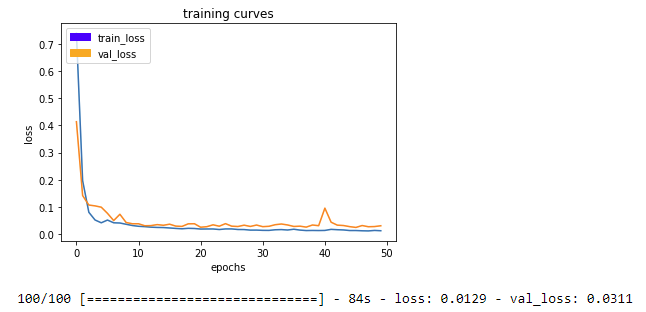 training curves
train_loss
val_loss
0.7
0.6
0.5
0.4
0.3
0.2
0.1
0.0
loss
0 10 20 30 40 50
epochs
100/100 [==============================] - 84s - loss: 0.0129 - val_loss: 0.0311